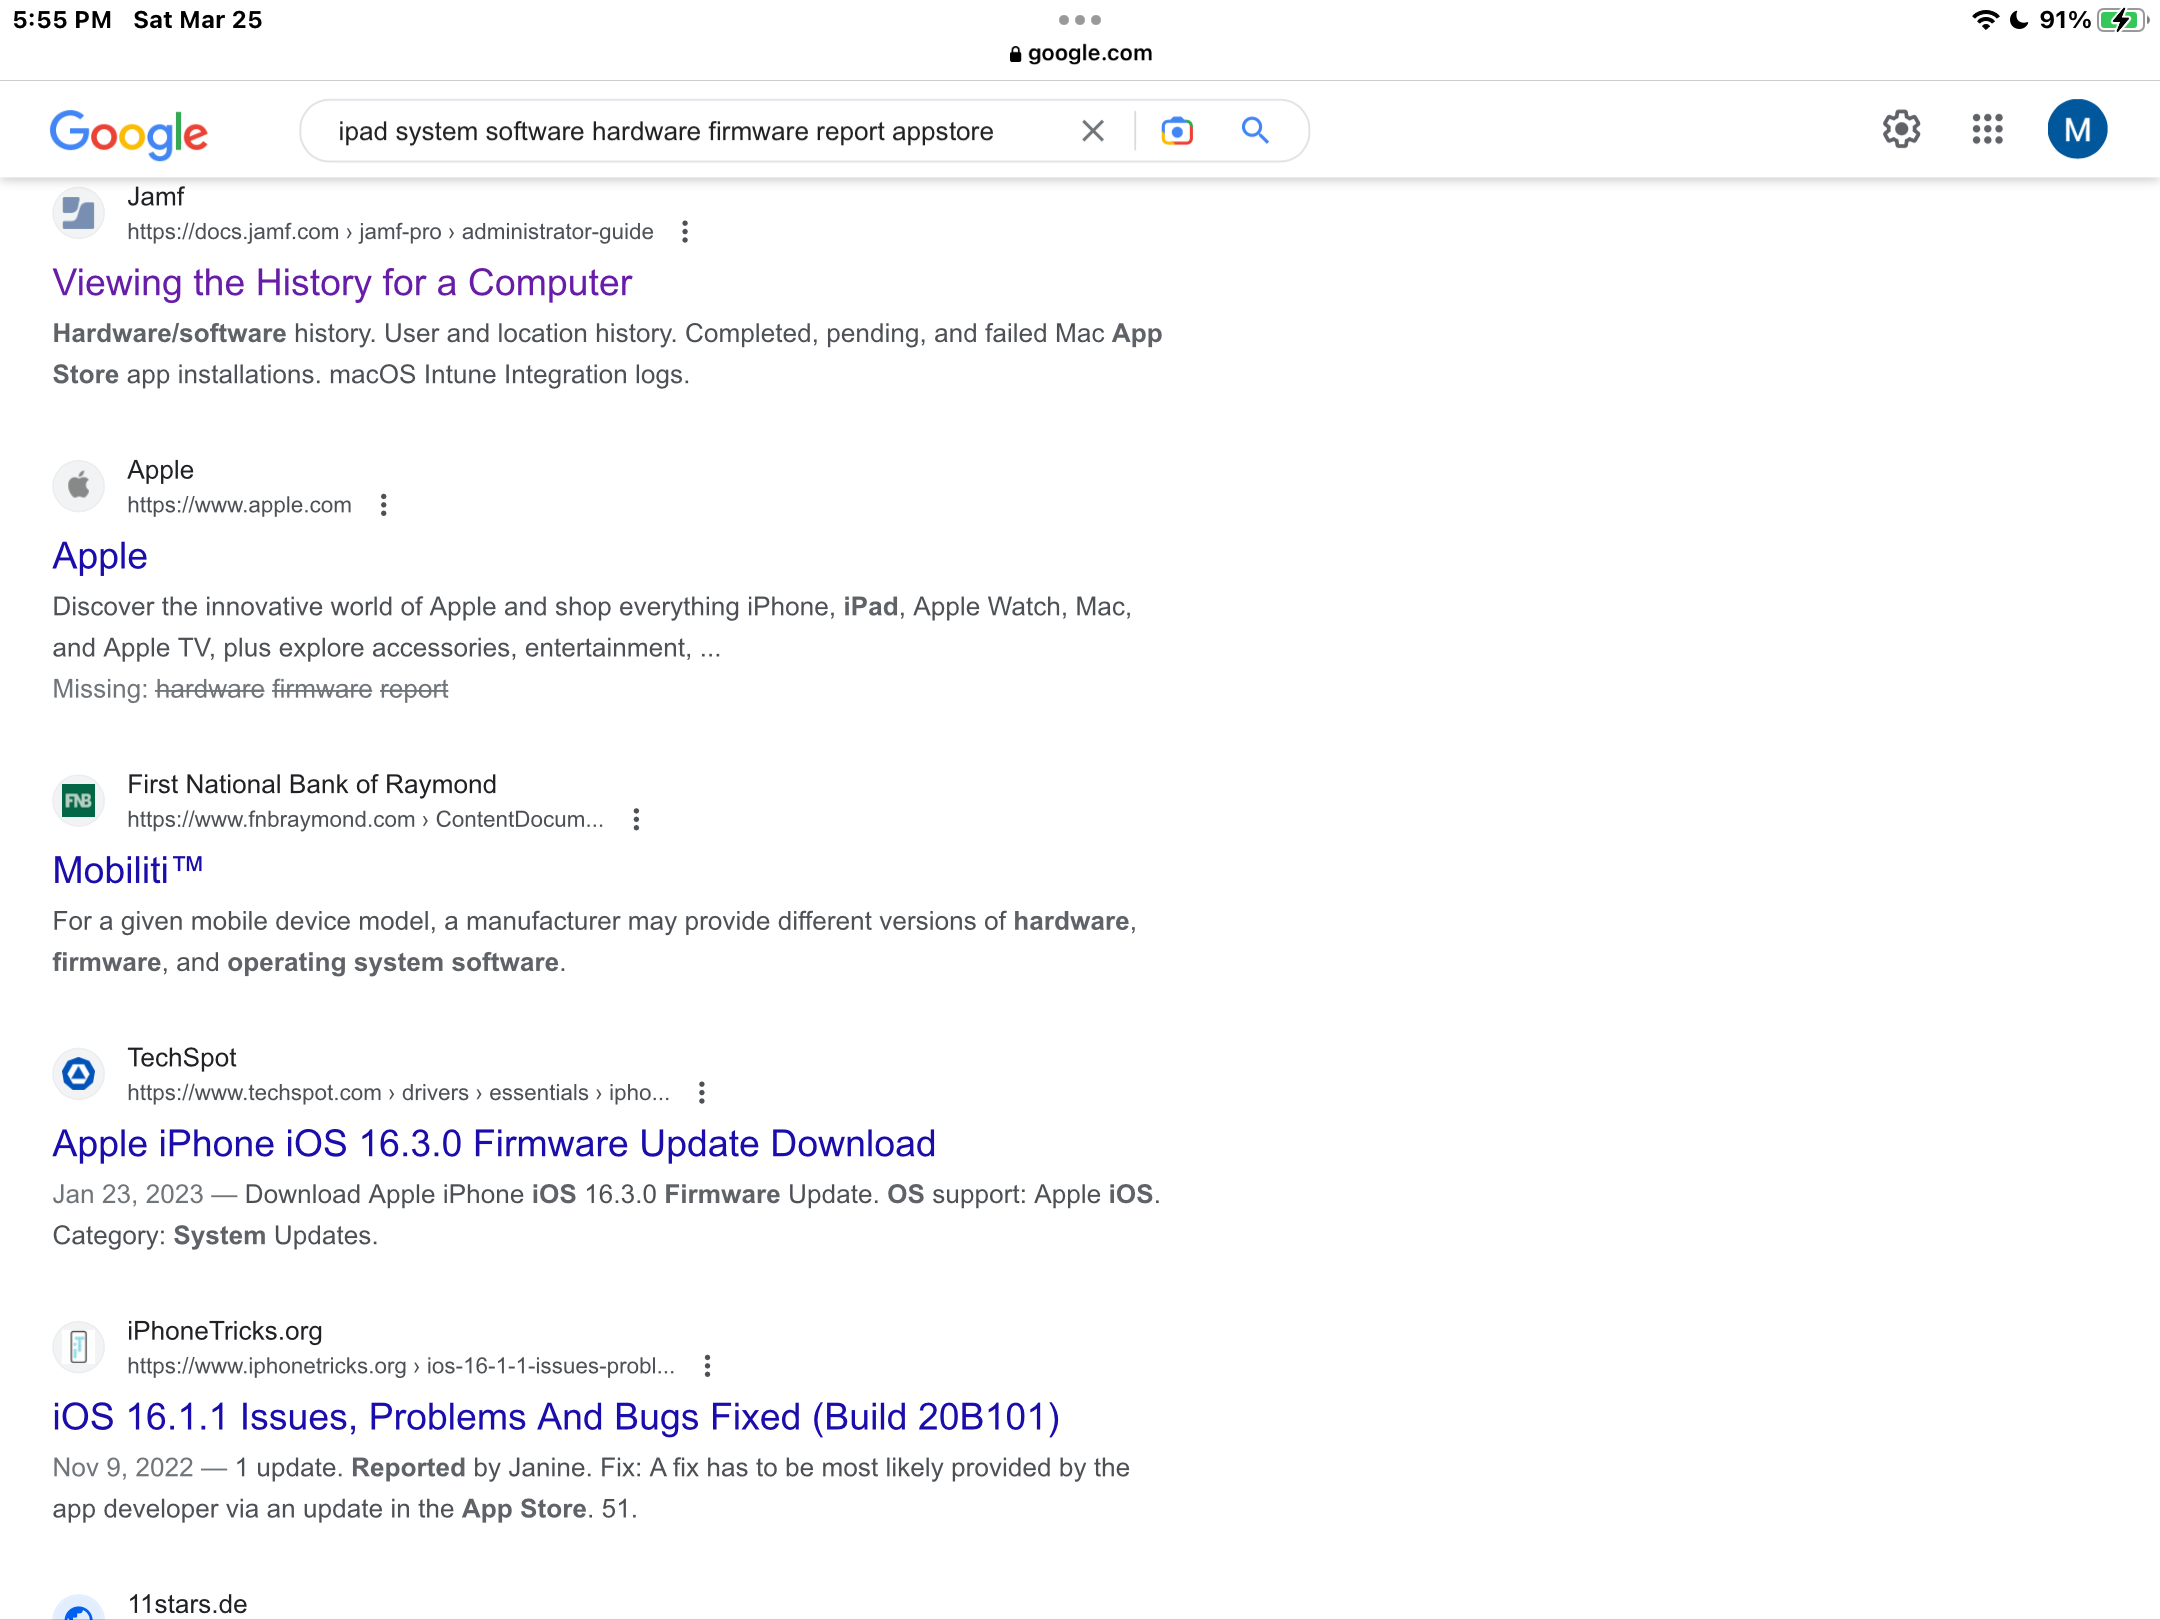 5:55 PM Sat Mar 25
91%
google.com
Google
ipad system software hardware firmware report appstore
M
Jamf
https://docs.jamf.com › jamf-pro › administrator-guide
Viewing the History for a Computer
Hardware/software history. User and location history. Completed, pending, and failed Mac App
Store app installations. macOS Intune Integration logs.
Apple
https://www.apple.com
Apple
Discover the innovative world of Apple and shop everything iPhone, iPad, Apple Watch, Mac,
and Apple TV, plus explore accessories, entertainment, ...
Missing: hardware firmware report
FNB
First National Bank of Raymond
https://www.fnbraymond.com › ContentDocum...
Mobiliti™
For a given mobile device model, a manufacturer may provide different versions of hardware,
firmware, and operating system software.
TechSpot
https://www.techspot.com › drivers › essentials › ipho...
Apple iPhone iOS 16.3.0 Firmware Update Download
Jan 23, 2023 — Download Apple iPhone iOS 16.3.0 Firmware Update. OS support: Apple iOS.
Category: System Updates.
iPhoneTricks.org
https://www.iphonetricks.org › ios-16-1-1-issues-probl...
iOS 16.1.1 Issues, Problems And Bugs Fixed (Build 20B101)
Nov 9, 2022 — 1 update. Reported by Janine. Fix: A fix has to be most likely provided by the
app developer via an update in the App Store. 51.
11stars.de